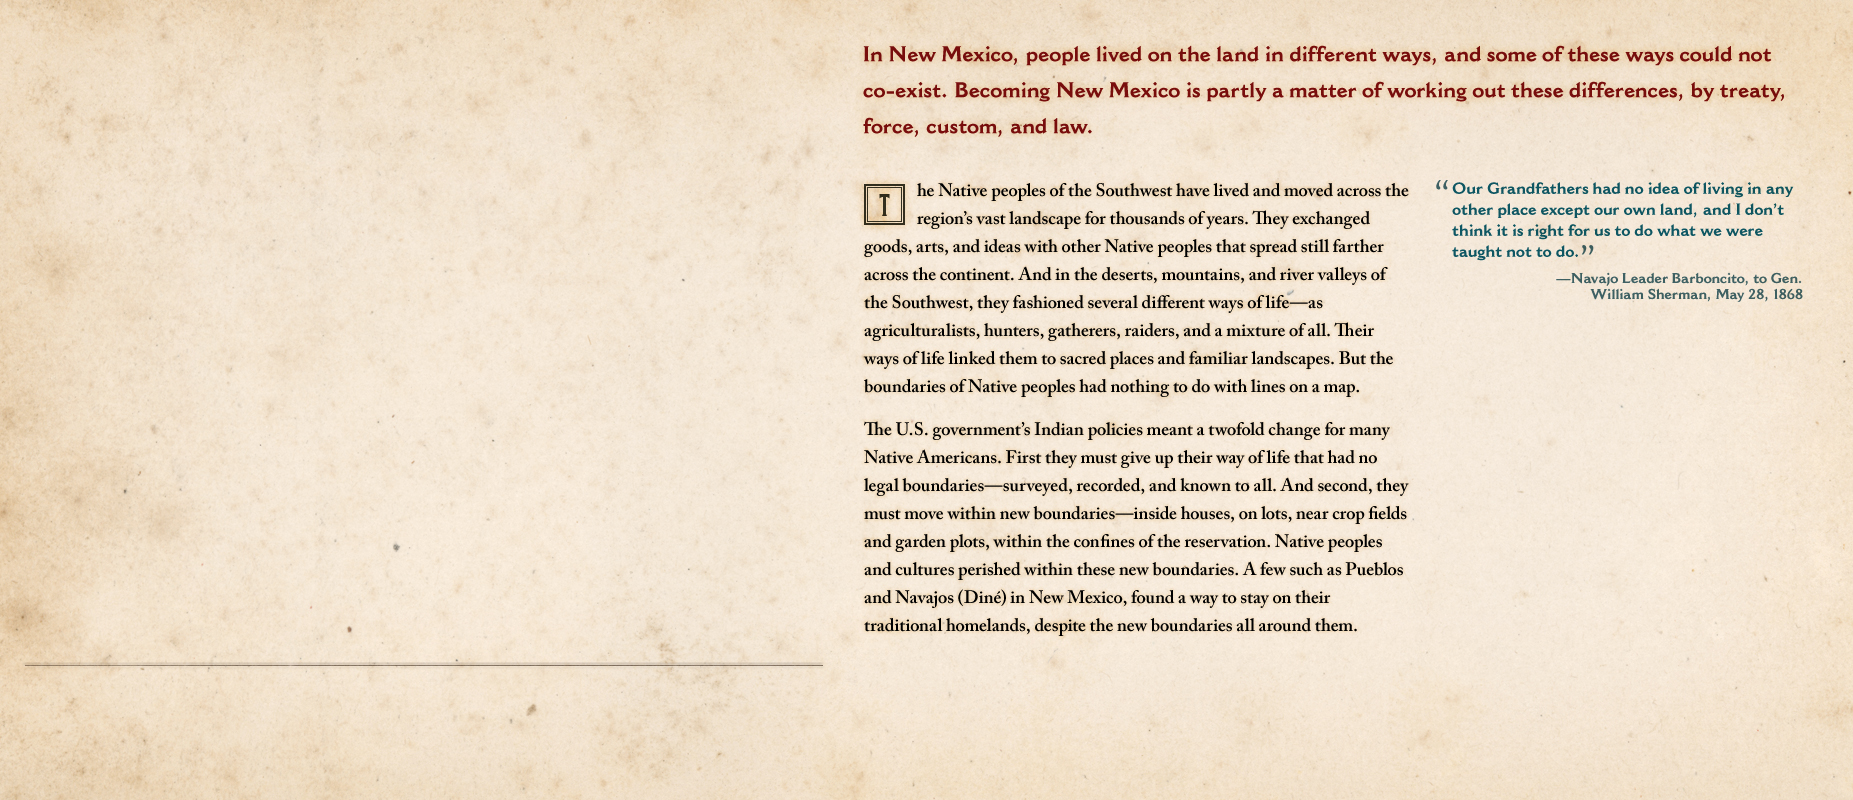 In New Mexico, people lived on the land in different ways, and some of these ways could not
co-exist. Becoming New Mexico is partly a matter of working out these differences, by treaty,
force, custom, and law.
The Native peoples of the Southwest have lived and moved across the
region’s vast landscape for thousands of years. They exchanged
goods, arts, and ideas with other Native peoples that spread still farther
across the continent. And in the deserts, mountains, and river valleys of
the Southwest, they fashioned several different ways of life—as
agriculturalists, hunters, gatherers, raiders, and a mixture of all. Their
ways of life linked them to sacred places and familiar landscapes. But the
boundaries of Native peoples had nothing to do with lines on a map.
The U.S. government’s Indian policies meant a twofold change for many
Native Americans. First they must give up their way of life that had no
legal boundaries—surveyed, recorded, and known to all. And second, they
must move within new boundaries—inside houses, on lots, near crop fields
and garden plots, within the confines of the reservation. Native peoples
and cultures perished within these new boundaries. A few such as Pueblos
and Navajos (Diné) in New Mexico, found a way to stay on their
traditional homelands, despite the new boundaries all around them.
“Our Grandfathers had no idea of living in any
other place except our own land, and I don’t
think it is right for us to do what we were
taught not to do.”
—Navajo Leader Barboncito, to Gen.
William Sherman, May 28, 1868